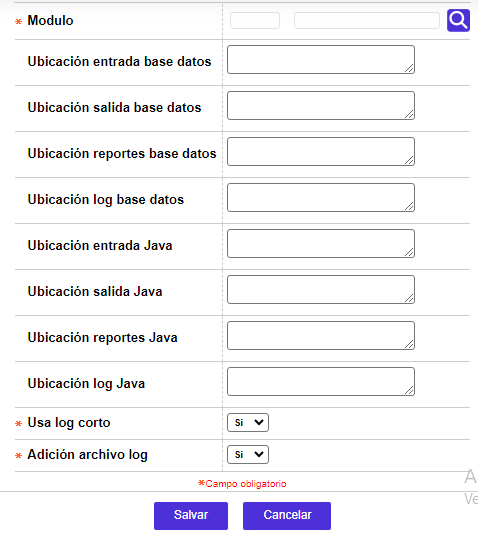 * Modulo
Ubicación entrada base datos
Ubicación salida base datos
Ubicación reportes base datos
Ubicación log base datos
Ubicación entrada Java
Ubicación salida Java
Ubicación reportes Java
Ubicación log Java
* Usa log corto Si
* Adición archivo log Si
*Campo obligatorio
A
Ve
Salvar Cancelar